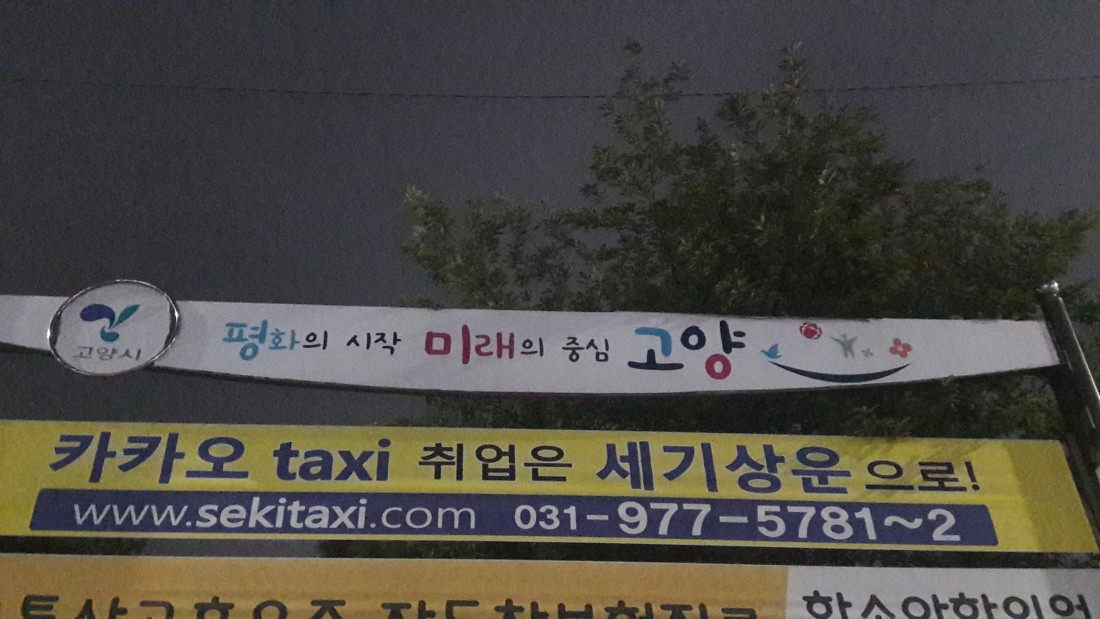 고양시
평화의 시작 미래의 중심 고양
카카오 taxi 취업은 세기상운으로!
www.sekitaxi.com 031-977-5781~2